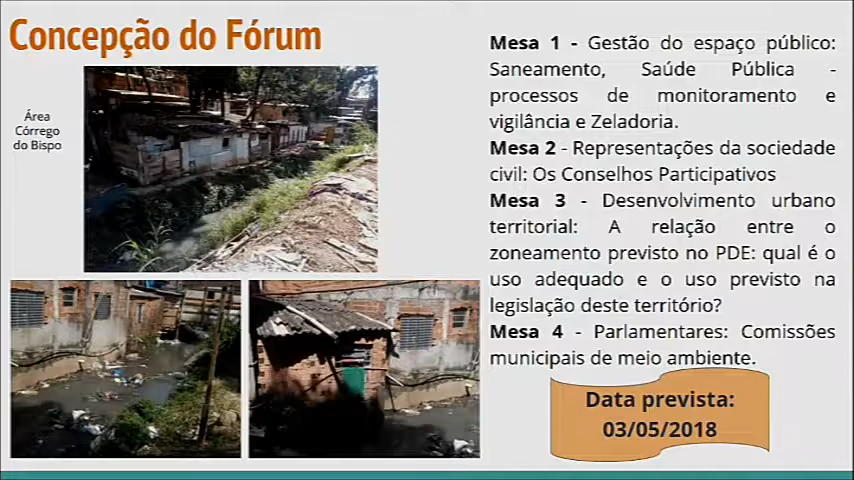 Concepção do Fórum
Área
Córrego
do Bispo
Mesa 1 - Gestão do espaço público:
Saneamento, Saúde Pública -
processos de monitoramento e
vigilância e Zeladoria.
Mesa 2 - Representações da sociedade
civil: Os Conselhos Participativos
Mesa 3 - Desenvolvimento urbano
territorial: A relação entre o
zoneamento previsto no PDE: qual é o
uso adequado e o uso previsto na
legislação deste território?
Mesa 4 - Parlamentares: Comissões
municipais de meio ambiente.
Data prevista:
03/05/2018